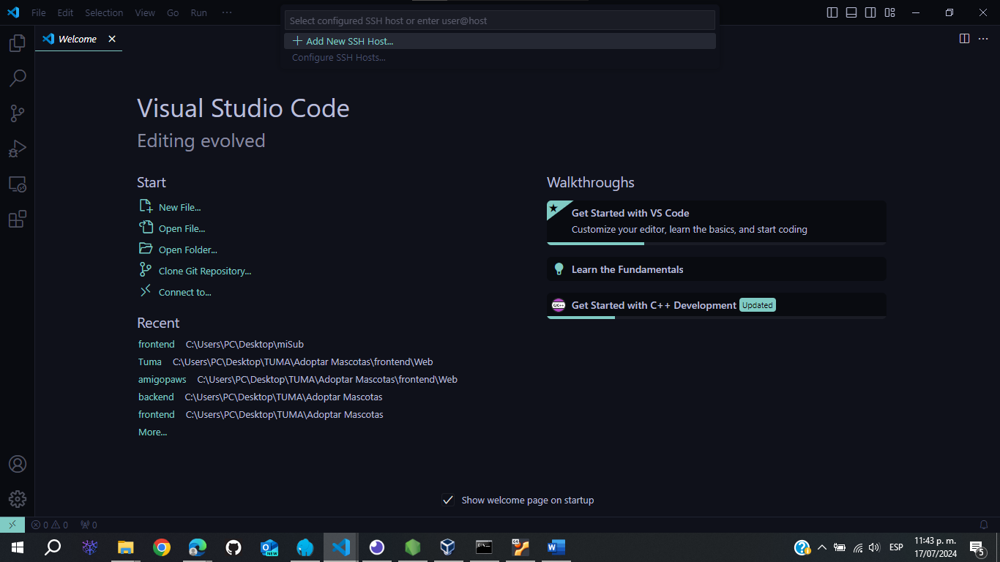 File Edit Selection View Go Run ···
Select configured SSH host or enter user@host
+ Add New SSH Host...
Configure SSH Hosts...
Welcome
Visual Studio Code
Editing evolved
Start
New File...
Open File...
Open Folder...
Clone Git Repository...
Connect to...
Recent
frontend C:\Users\PC\Desktop\miSub
Tuma C:\Users\PC\Desktop\TUMA\Adoptar Mascotas\frontend\Web
amigopaws C:\Users\PC\Desktop\TUMA\Adoptar Mascotas\frontend\Web
backend C:\Users\PC\Desktop\TUMA\Adoptar Mascotas
frontend C:\Users\PC\Desktop\TUMA\Adoptar Mascotas
More...
Walkthroughs
Get Started with VS Code
Customize your editor, learn the basics, and start coding
Learn the Fundamentals
C/C++ Get Started with C++ Development Updated
Show welcome page on startup
0 0 0
NEW
C:\_
64
W
ESP
11:43 p. m.
17/07/2024
5